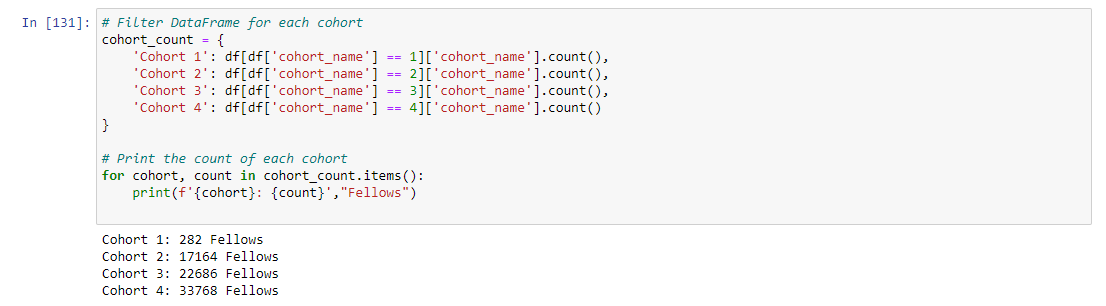 In [131]: # Filter DataFrame for each cohort
cohort_count = {
    'Cohort 1': df[df['cohort_name'] == 1]['cohort_name'].count(),
    'Cohort 2': df[df['cohort_name'] == 2]['cohort_name'].count(),
    'Cohort 3': df[df['cohort_name'] == 3]['cohort_name'].count(),
    'Cohort 4': df[df['cohort_name'] == 4]['cohort_name'].count()
}
# Print the count of each cohort
for cohort, count in cohort_count.items():
    print(f'{cohort}: {count}',"Fellows")
Cohort 1: 282 Fellows
Cohort 2: 17164 Fellows
Cohort 3: 22686 Fellows
Cohort 4: 33768 Fellows